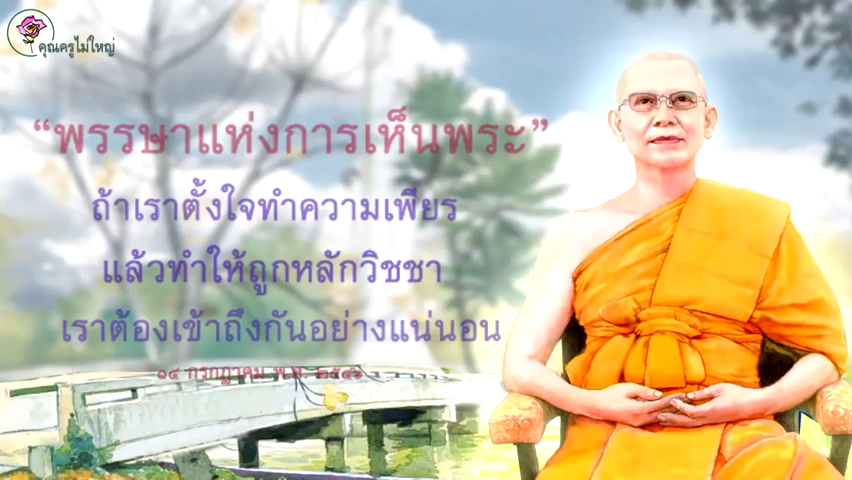 คุณครูไม่ใหญ่
“พรรษาแห่งการเห็นพระ”
ถ้าเราตั้งใจทำความเพียร
แล้วทำให้ถูกหลักวิชชา
เราต้องเข้าถึงกันอย่างแน่นอน
๑๔ กรกฎาคม พ.ศ. ๒๕๔๖